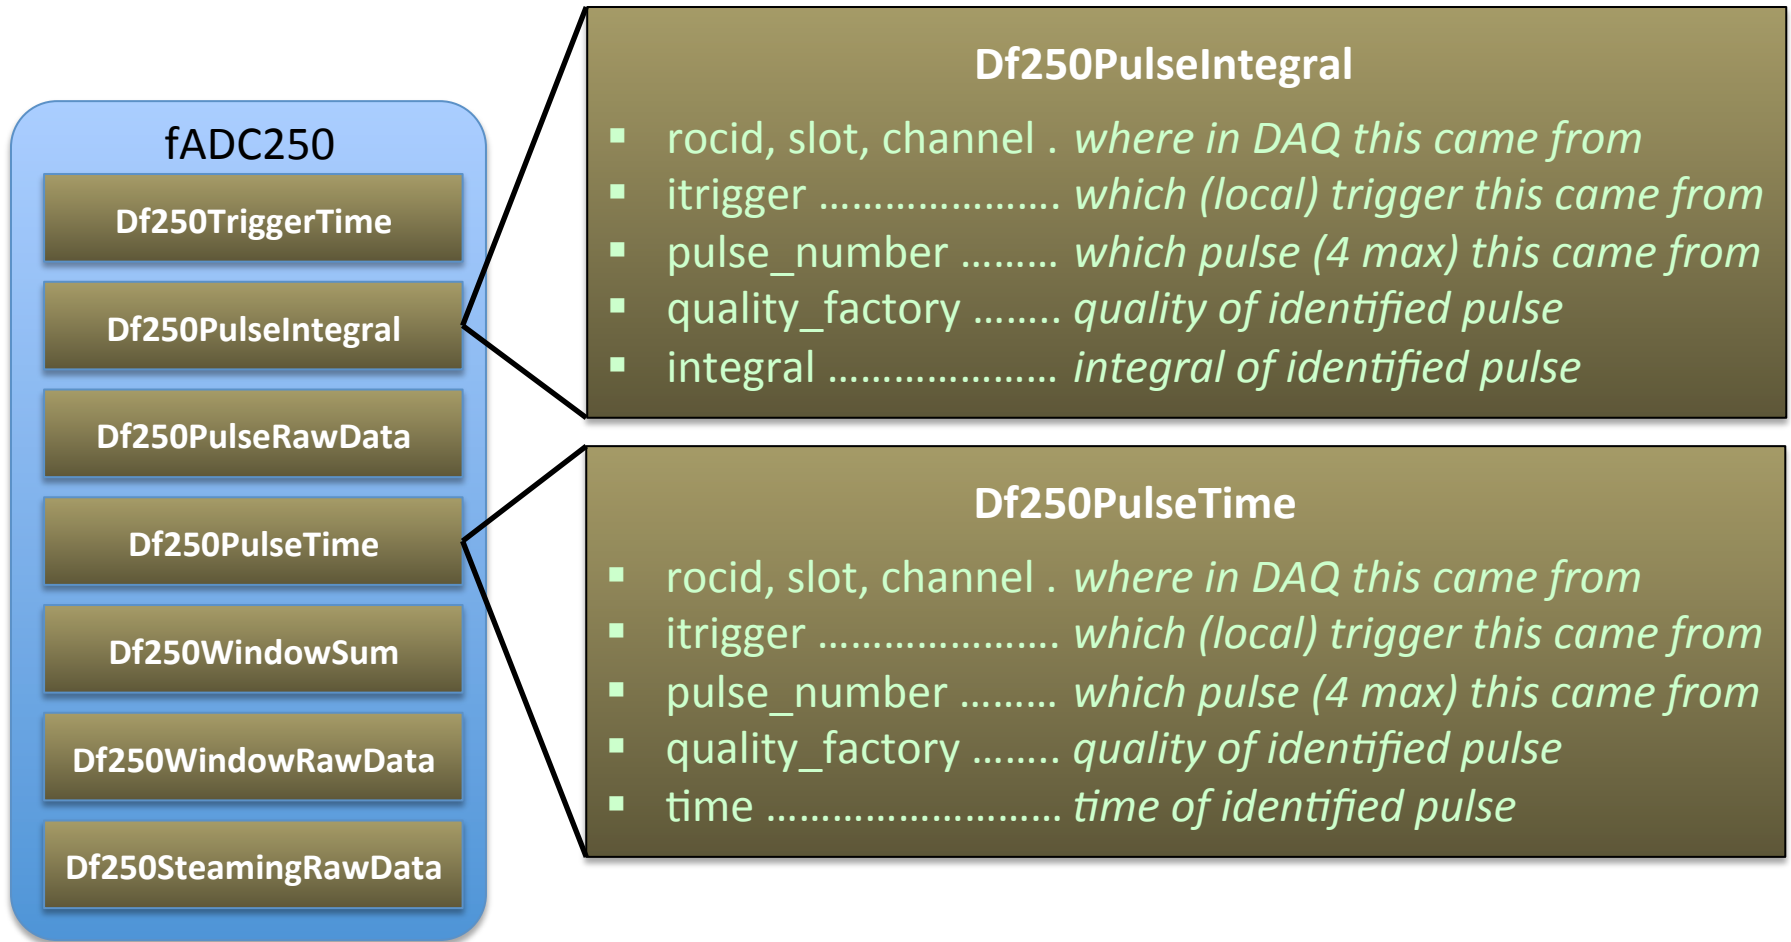 fADC250
Df250TriggerTime
Df250PulseIntegral
Df250PulseRawData
Df250PulseTime
Df250WindowSum
Df250WindowRawData
Df250SteamingRawData
Df250PulseIntegral
▪ rocid, slot, channel . where in DAQ this came from
▪ itrigger …………………. which (local) trigger this came from
▪ pulse_number ……… which pulse (4 max) this came from
▪ quality_factory …….. quality of identified pulse
▪ integral ………………… integral of identified pulse
Df250PulseTime
▪ rocid, slot, channel . where in DAQ this came from
▪ itrigger …………………. which (local) trigger this came from
▪ pulse_number ……… which pulse (4 max) this came from
▪ quality_factory …….. quality of identified pulse
▪ time ……………………… time of identified pulse